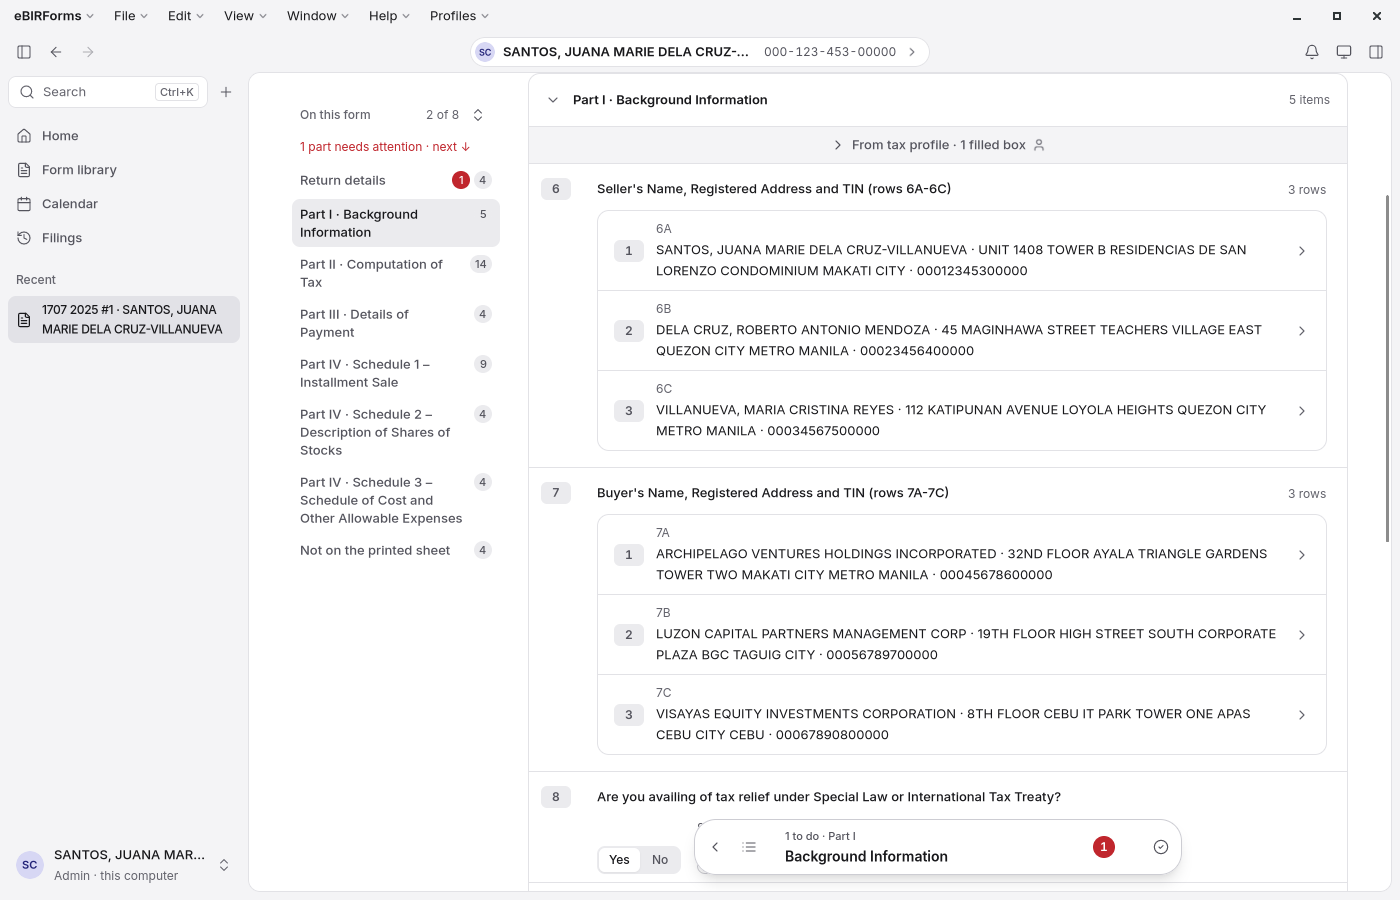 eBIRForms File Edit View Window Help Profiles
SC SANTOS, JUANA MARIE DELA CRUZ-... 000-123-453-00000
Search Ctrl+K
Home
Form library
Calendar
Filings
Recent
1707 2025 #1 · SANTOS, JUANA
MARIE DELA CRUZ-VILLANUEVA
SC SANTOS, JUANA MAR...
Admin · this computer
On this form 2 of 8
1 part needs attention · next ↓
Return details 1 4
Part I · Background 5
Information
Part II · Computation of 14
Tax
Part III · Details of 4
Payment
Part IV · Schedule 1 – 9
Installment Sale
Part IV · Schedule 2 – 4
Description of Shares of
Stocks
Part IV · Schedule 3 – 4
Schedule of Cost and
Other Allowable Expenses
Not on the printed sheet 4
Part I · Background Information 5 items
From tax profile · 1 filled box
6 Seller's Name, Registered Address and TIN (rows 6A-6C) 3 rows
6A
1 SANTOS, JUANA MARIE DELA CRUZ-VILLANUEVA · UNIT 1408 TOWER B RESIDENCIAS DE SAN
LORENZO CONDOMINIUM MAKATI CITY · 00012345300000
6B
2 DELA CRUZ, ROBERTO ANTONIO MENDOZA · 45 MAGINHAWA STREET TEACHERS VILLAGE EAST
QUEZON CITY METRO MANILA · 00023456400000
6C
3 VILLANUEVA, MARIA CRISTINA REYES · 112 KATIPUNAN AVENUE LOYOLA HEIGHTS QUEZON CITY
METRO MANILA · 00034567500000
7 Buyer's Name, Registered Address and TIN (rows 7A-7C) 3 rows
7A
1 ARCHIPELAGO VENTURES HOLDINGS INCORPORATED · 32ND FLOOR AYALA TRIANGLE GARDENS
TOWER TWO MAKATI CITY METRO MANILA · 00045678600000
7B
2 LUZON CAPITAL PARTNERS MANAGEMENT CORP · 19TH FLOOR HIGH STREET SOUTH CORPORATE
PLAZA BGC TAGUIG CITY · 00056789700000
7C
3 VISAYAS EQUITY INVESTMENTS CORPORATION · 8TH FLOOR CEBU IT PARK TOWER ONE APAS
CEBU CITY CEBU · 00067890800000
8 Are you availing of tax relief under Special Law or International Tax Treaty?
Yes No
1 to do · Part I
Background Information 1